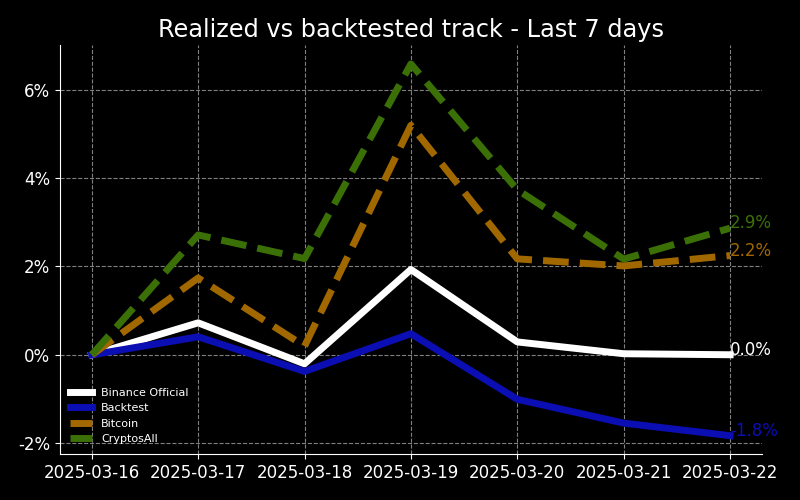 Realized vs backtested track - Last 7 days
6%
4%
2%
0%
-2%
2.9%
2.2%
0.0%
-1.8%
Binance Official
Backtest
Bitcoin
CryptosAll
2025-03-16 2025-03-17 2025-03-18 2025-03-19 2025-03-20 2025-03-21 2025-03-22